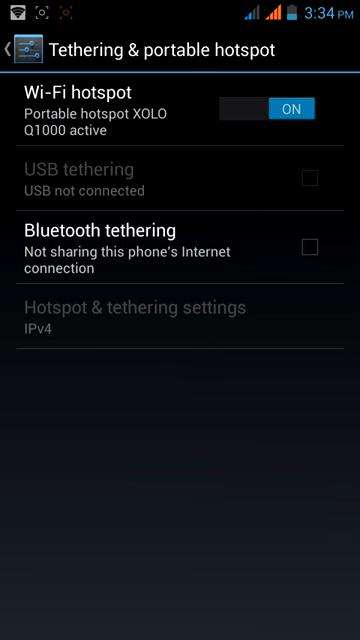 3:34 PM
Tethering & portable hotspot
Wi-Fi hotspot
Portable hotspot XOLO
Q1000 active
ON
USB tethering
USB not connected
Bluetooth tethering
Not sharing this phone's Internet
connection
Hotspot & tethering settings
IPv4